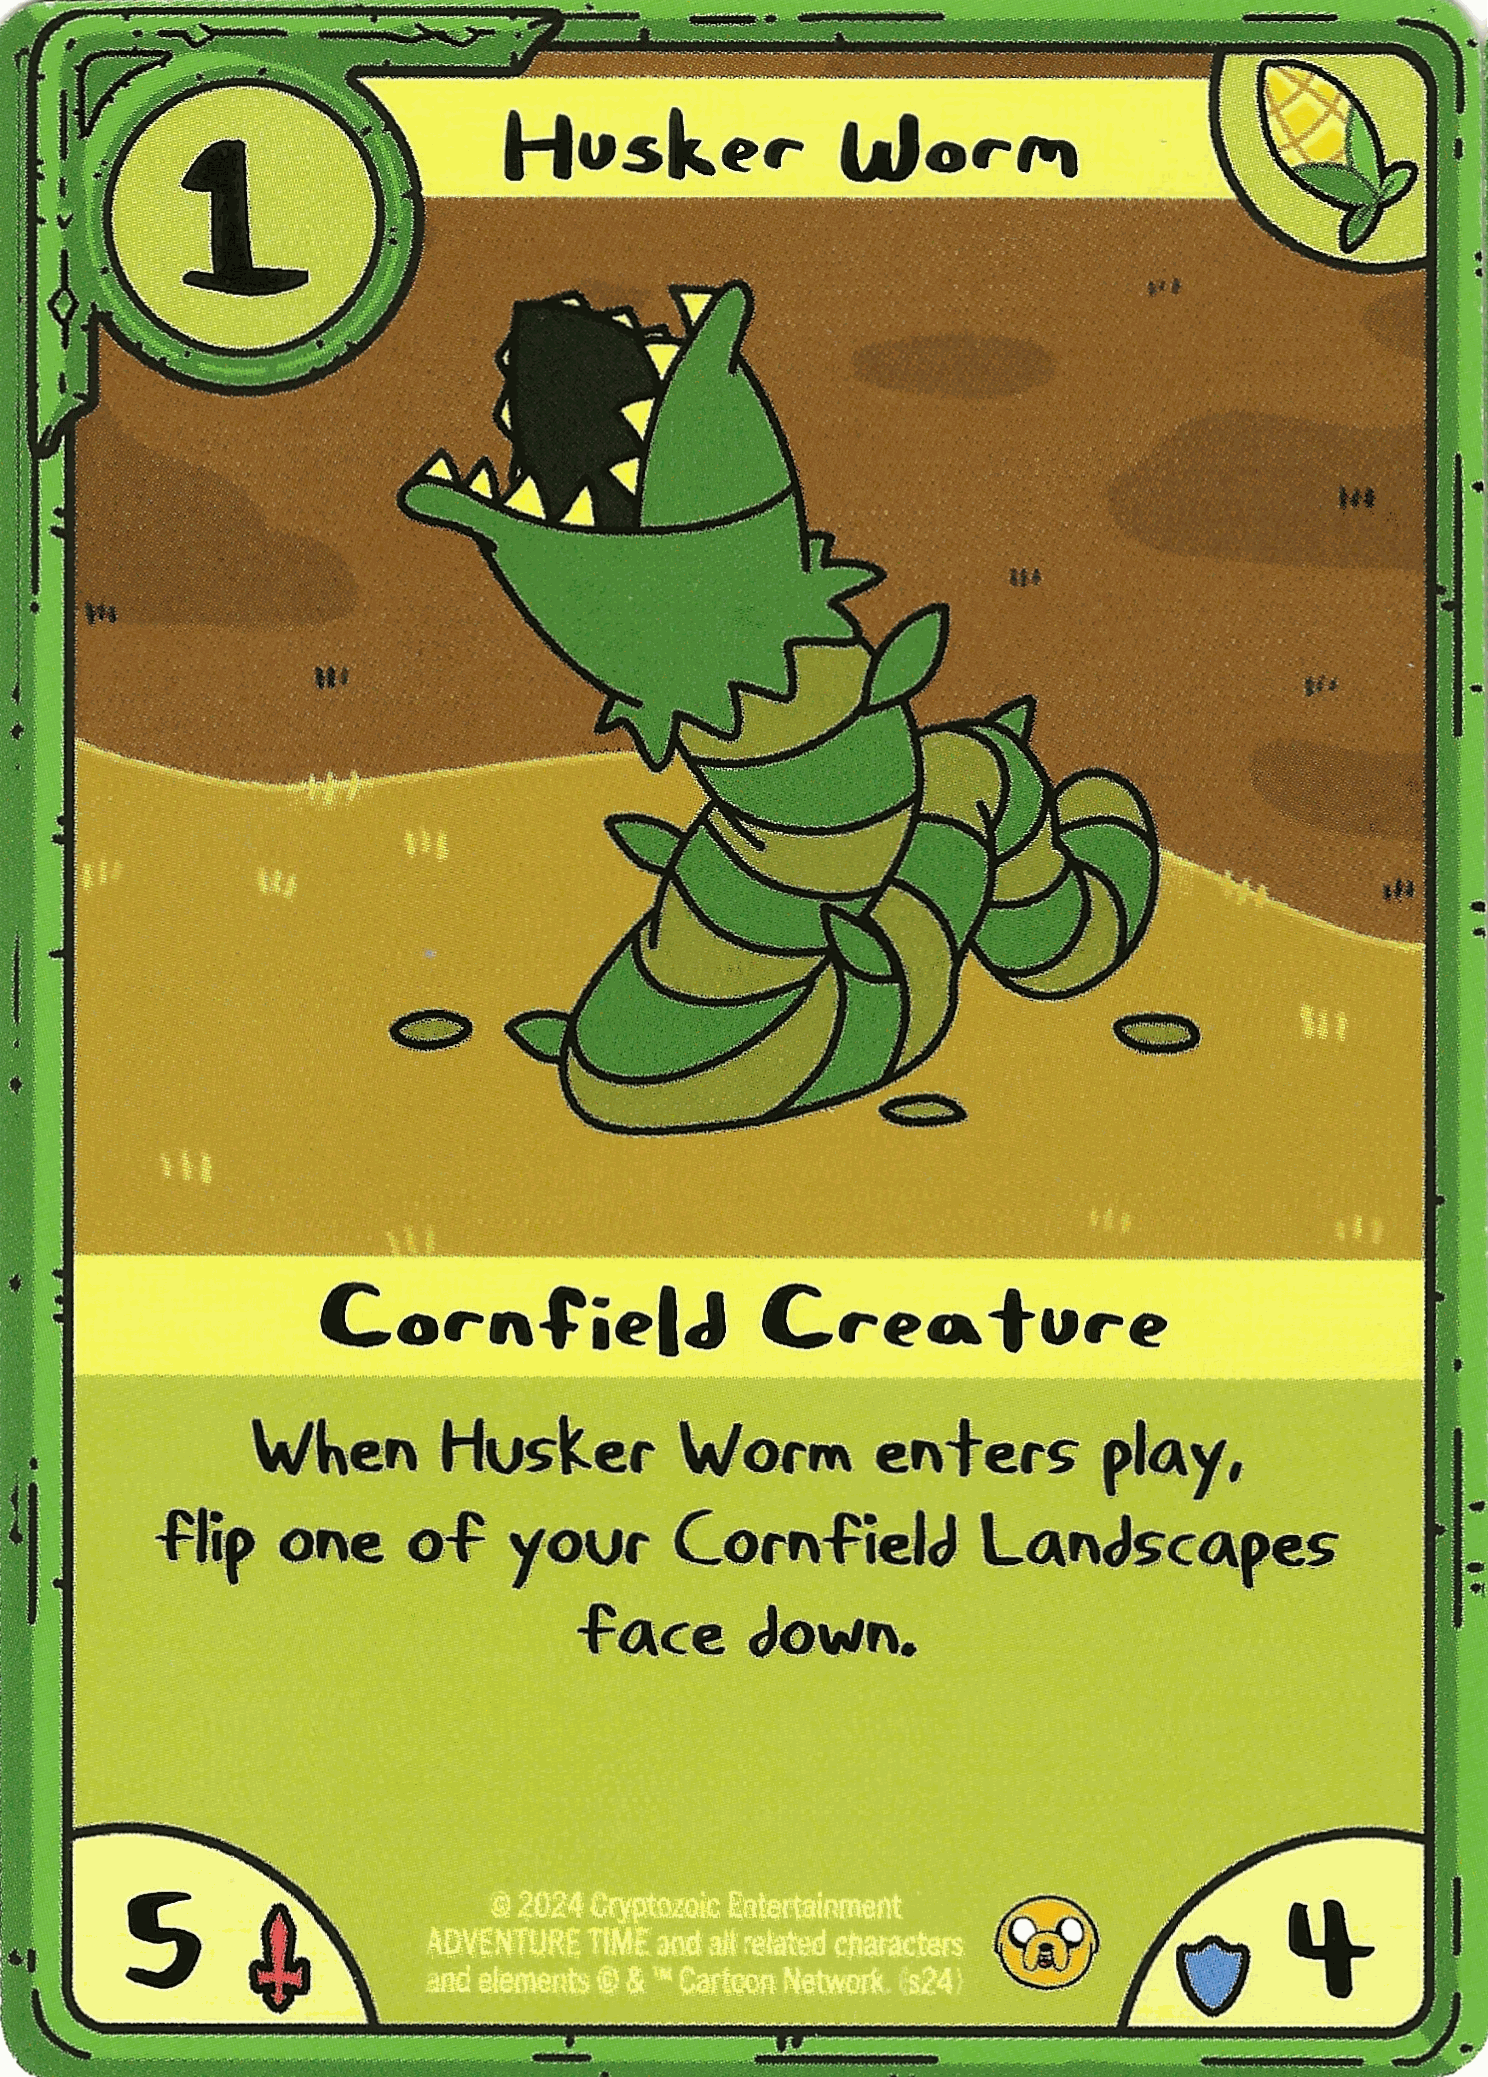 1
Husker Worm
Cornfield Creature
When Husker Worm enters play,
flip one of your Cornfield Landscapes
face down.
5
4
© 2024 Cryptozoic Entertainment
ADVENTURE TIME and all related characters
and elements © & ™ Cartoon Network. (s24)